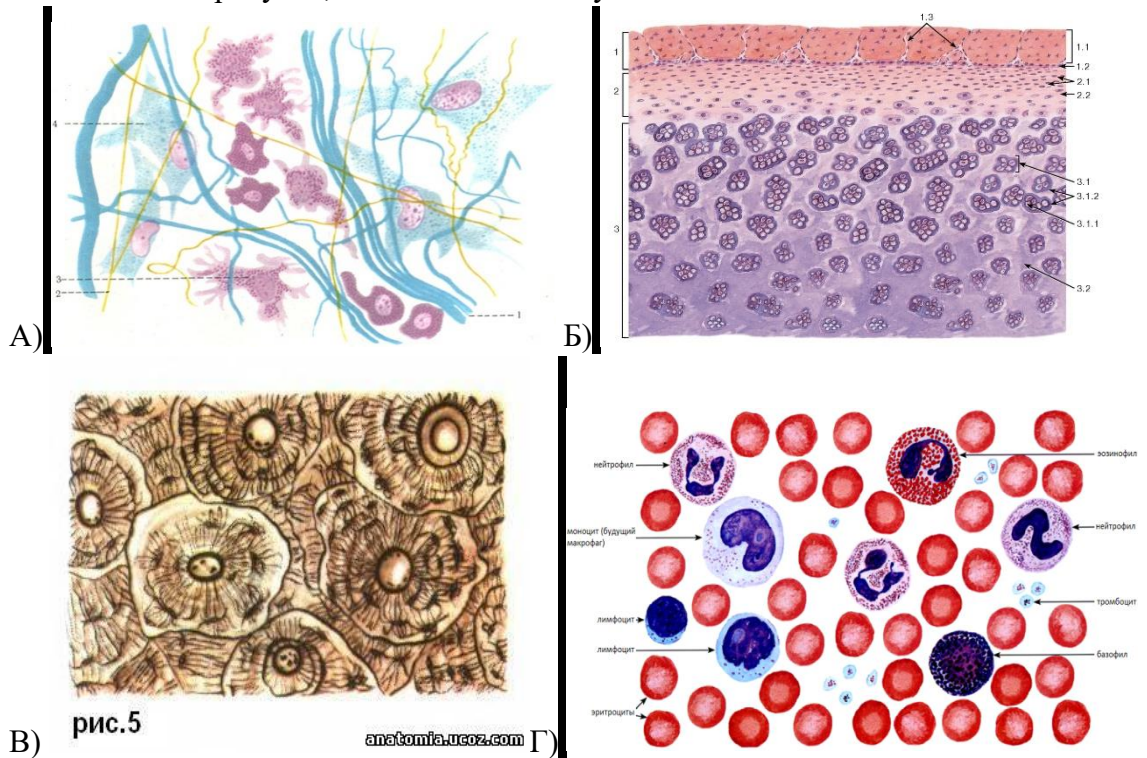 А)
4
3
2
1
Б)
1
2
3
1.3
1.1
1.2
2.1
2.2
3.1
3.1.2
3.1.1
3.2
В)
рис.5
anatomia.ucoz.com
Г)
нейтрофил
моноцит (будущий
макрофаг)
лимфоцит
лимфоцит
эритроциты
эозинофил
нейтрофил
тромбоцит
базофил